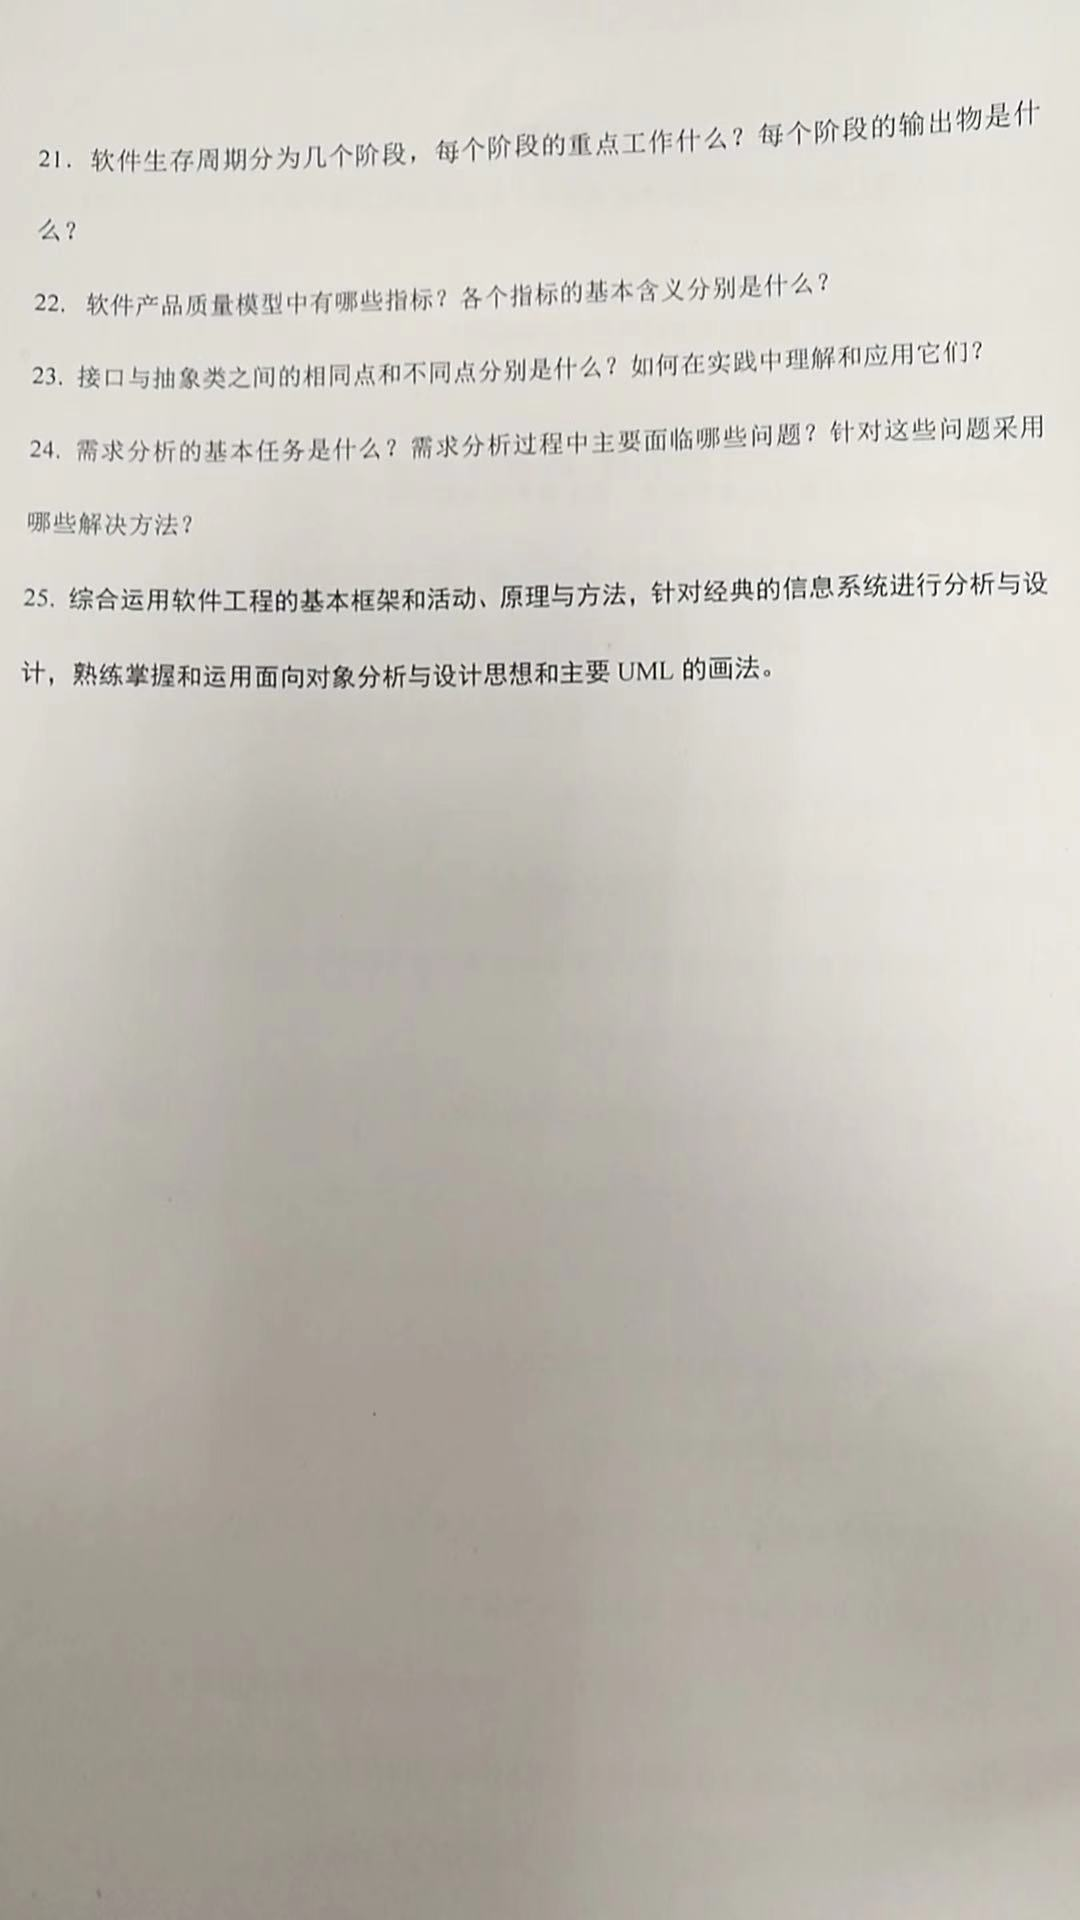 21. 软件生存周期分为几个阶段，每个阶段的重点工作什么？每个阶段的输出物是什
么？
22. 软件产品质量模型中有哪些指标？各个指标的基本含义分别是什么？
23. 接口与抽象类之间的相同点和不同点分别是什么？如何在实践中理解和应用它们？
24. 需求分析的基本任务是什么？需求分析过程中主要面临哪些问题？针对这些问题采用
哪些解决方法？
25. 综合运用软件工程的基本框架和活动、原理与方法，针对经典的信息系统进行分析与设
计，熟练掌握和运用面向对象分析与设计思想和主要 UML 的画法。